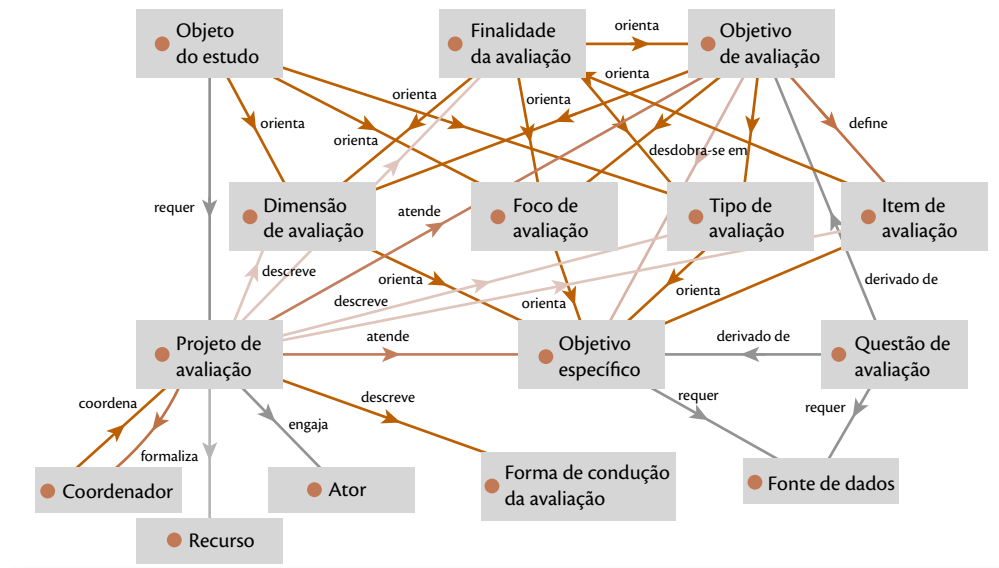 Objeto
do estudo
Finalidade
da avaliação
orienta
Objetivo
de avaliação
orienta
orienta
orienta
orienta
orienta
define
desdobra-se em
requer
Dimensão
de avaliação
atende
Foco de
avaliação
Tipo de
avaliação
Item de
avaliação
descreve
orienta
descreve
orienta
orienta
derivado de
Projeto de
avaliação
atende
Objetivo
específico
derivado de
Questão de
avaliação
coordena
formaliza
engaja
descreve
requer
requer
Coordenador
Ator
Forma de condução
da avaliação
Fonte de dados
Recurso